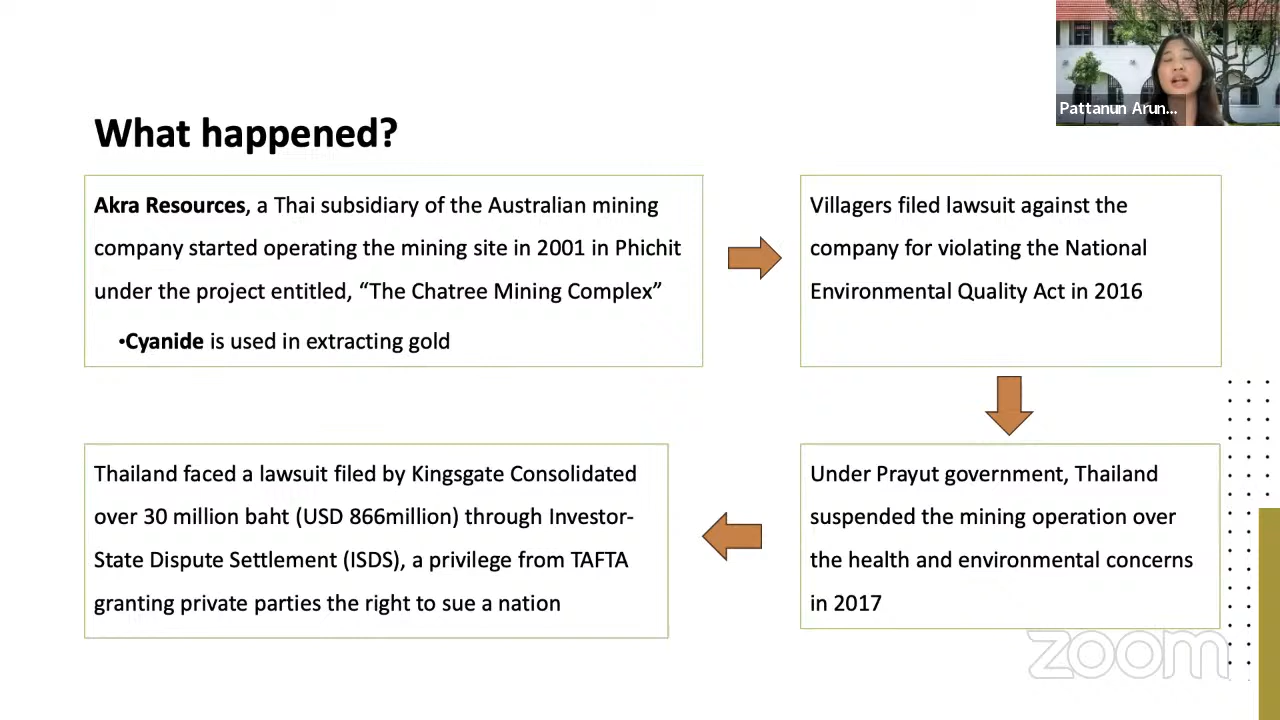 Pattanun Arun...
What happened?
Akra Resources, a Thai subsidiary of the Australian mining
company started operating the mining site in 2001 in Phichit
under the project entitled, “The Chatree Mining Complex”
•Cyanide is used in extracting gold
Villagers filed lawsuit against the
company for violating the National
Environmental Quality Act in 2016
Under Prayut government, Thailand
suspended the mining operation over
the health and environmental concerns
in 2017
Thailand faced a lawsuit filed by Kingsgate Consolidated
over 30 million baht (USD 866million) through Investor-
State Dispute Settlement (ISDS), a privilege from TAFTA
granting private parties the right to sue a nation
zoom